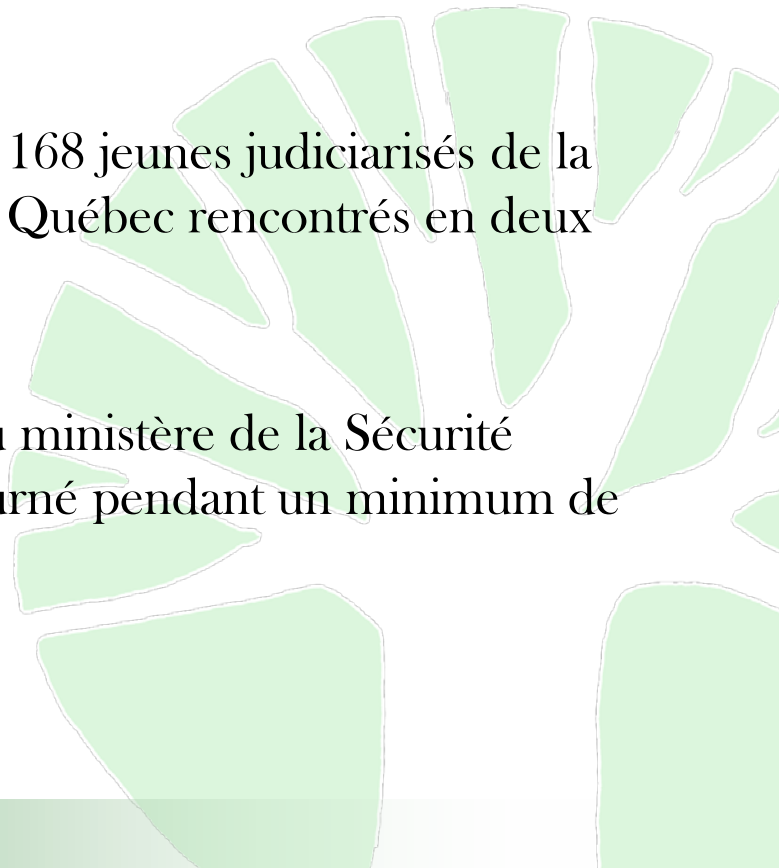 168 jeunes judiciarisés de la
Québec rencontrés en deux
ministère de la Sécurité
pendant un minimum de